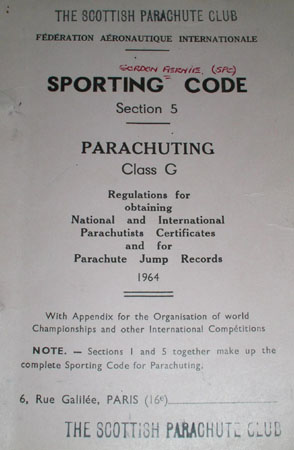 THE SCOTTISH PARACHUTE CLUB
FÉDÉRATION AÉRONAUTIQUE INTERNATIONALE
GORDON FERNIE. (SPC)
SPORTING CODE
Section 5
PARACHUTING
Class G
Regulations for
obtaining
National and International
Parachutists Certificates
and for
Parachute Jump Records
1964
With Appendix for the Organisation of world
Championships and other International Compétitions
NOTE. — Sections 1 and 5 together make up the
complete Sporting Code for Parachuting.
6, Rue Galilée, PARIS (16e)
THE SCOTTISH PARACHUTE CLUB